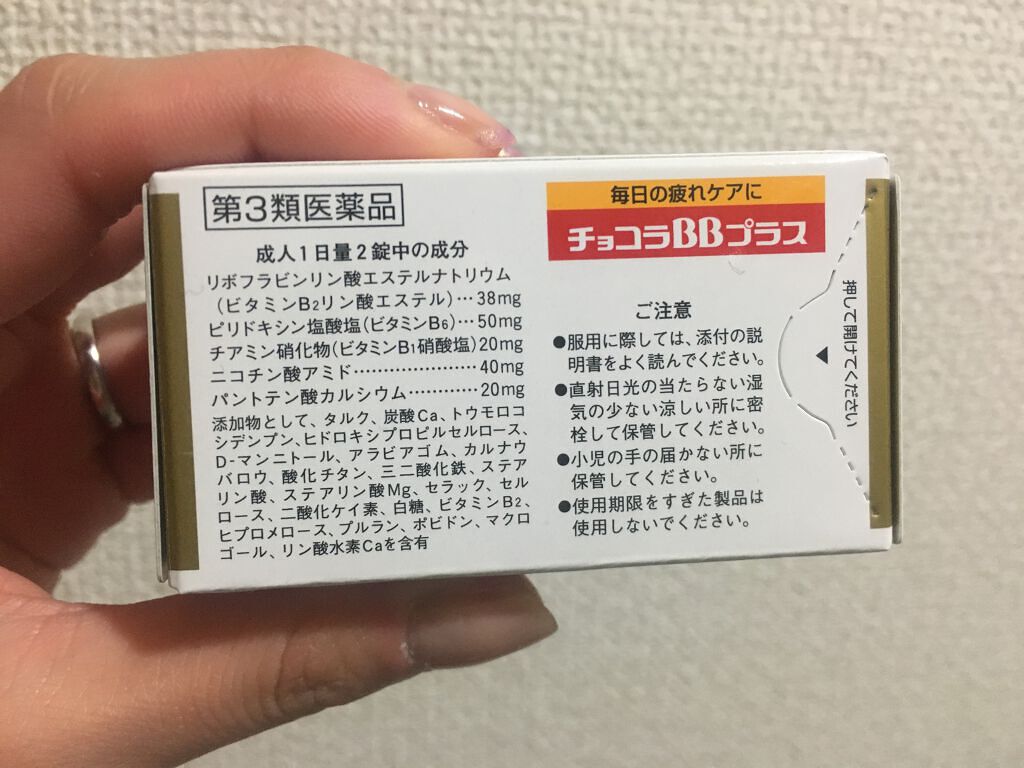 第3類医薬品
成人1日量2錠中の成分
リボフラビンリン酸エステルナトリウム
(ビタミンB2リン酸エステル)…38mg
ピリドキシン塩酸塩(ビタミンB6)…50mg
チアミン硝化物(ビタミンB1硝酸塩)20mg
ニコチン酸アミド…………………40mg
パントテン酸カルシウム…………20mg
添加物として、タルク、炭酸Ca、トウモロコ
シデンプン、ヒドロキシプロピルセルロース、
D-マンニトール、アラビアゴム、カルナウ
バロウ、酸化チタン、三二酸化鉄、ステア
リン酸、ステアリン酸Mg、セラック、セル
ロース、二酸化ケイ素、白糖、ビタミンB2、
ヒプロメロース、プルラン、ポビドン、マクロ
ゴール、リン酸水素Caを含有
毎日の疲れケアに
チョコラBBプラス
ご注意
●服用に際しては、添付の説
明書をよく読んでください。
●直射日光の当たらない湿
気の少ない涼しい所に密
栓して保管してください。
●小児の手の届かない所に
保管してください。
●使用期限をすぎた製品は
使用しないでください。
押して開けてください